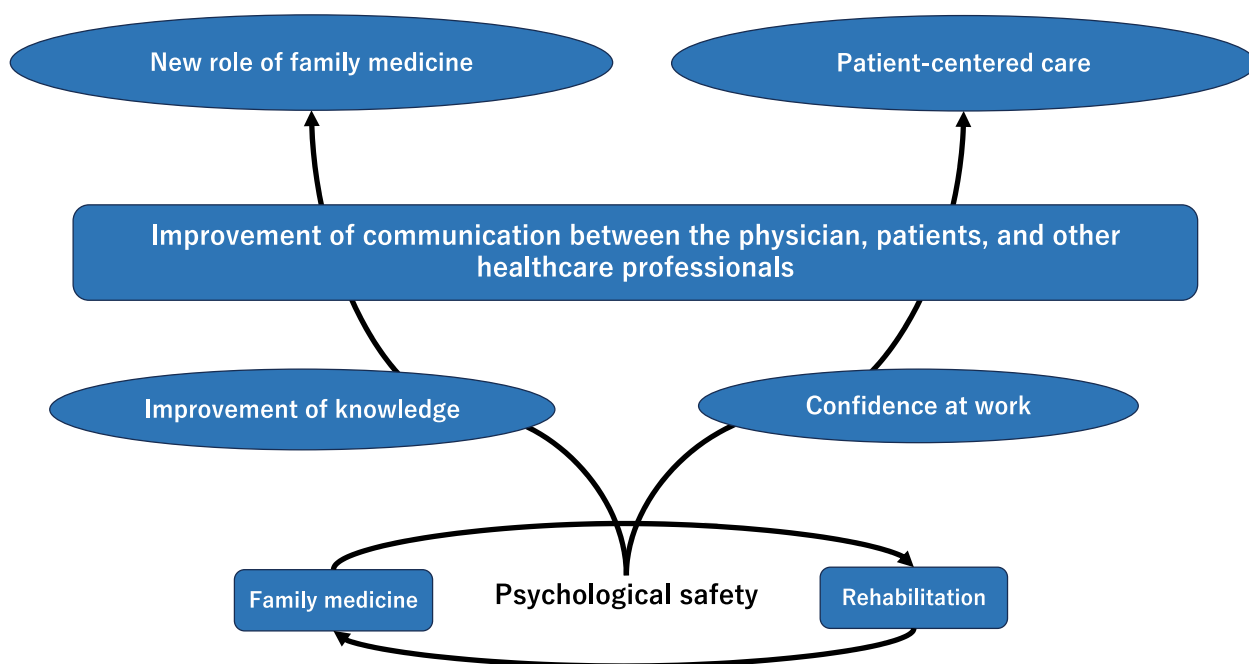 New role of family medicine
Patient-centered care
Improvement of communication between the physician, patients, and other
healthcare professionals
Improvement of knowledge
Confidence at work
Family medicine
Psychological safety
Rehabilitation